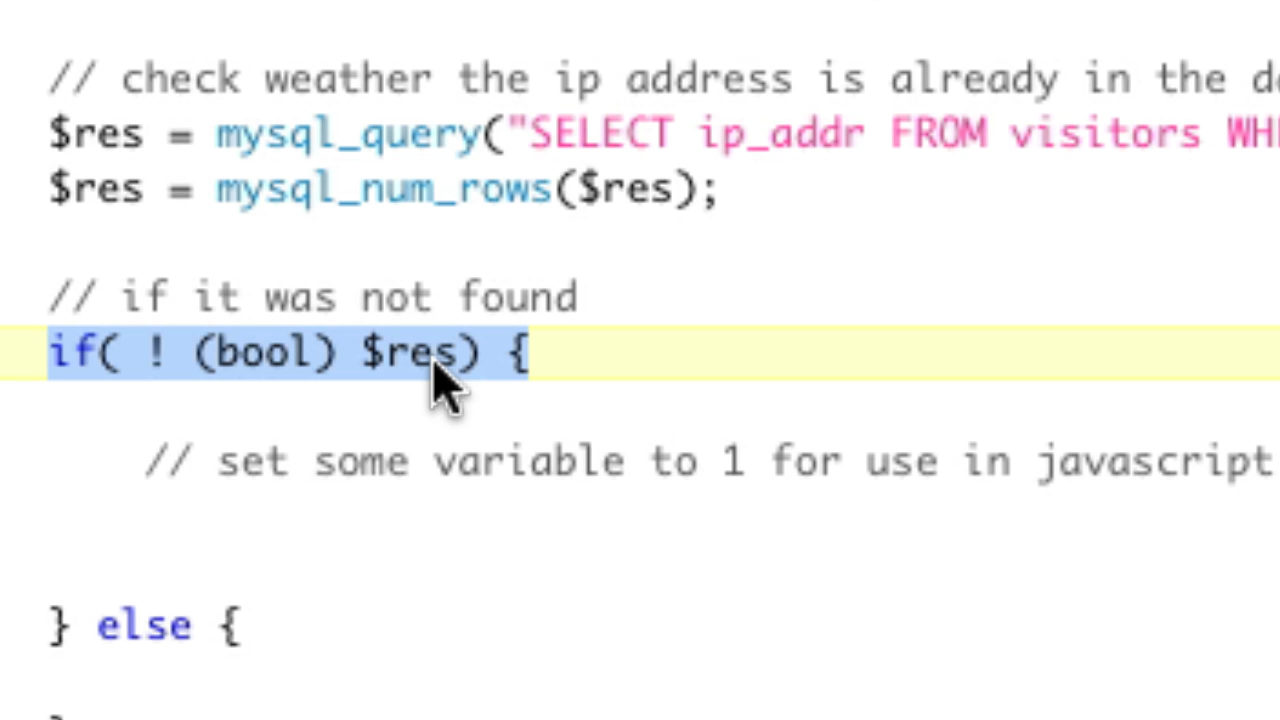 // check weather the ip address is already in the
$res = mysql_query("SELECT ip_addr FROM visitors
$res = mysql_num_rows($res);
// if it was not found
if( ! (bool) $res) {
// set some variable to 1 for use in javascript
} else {